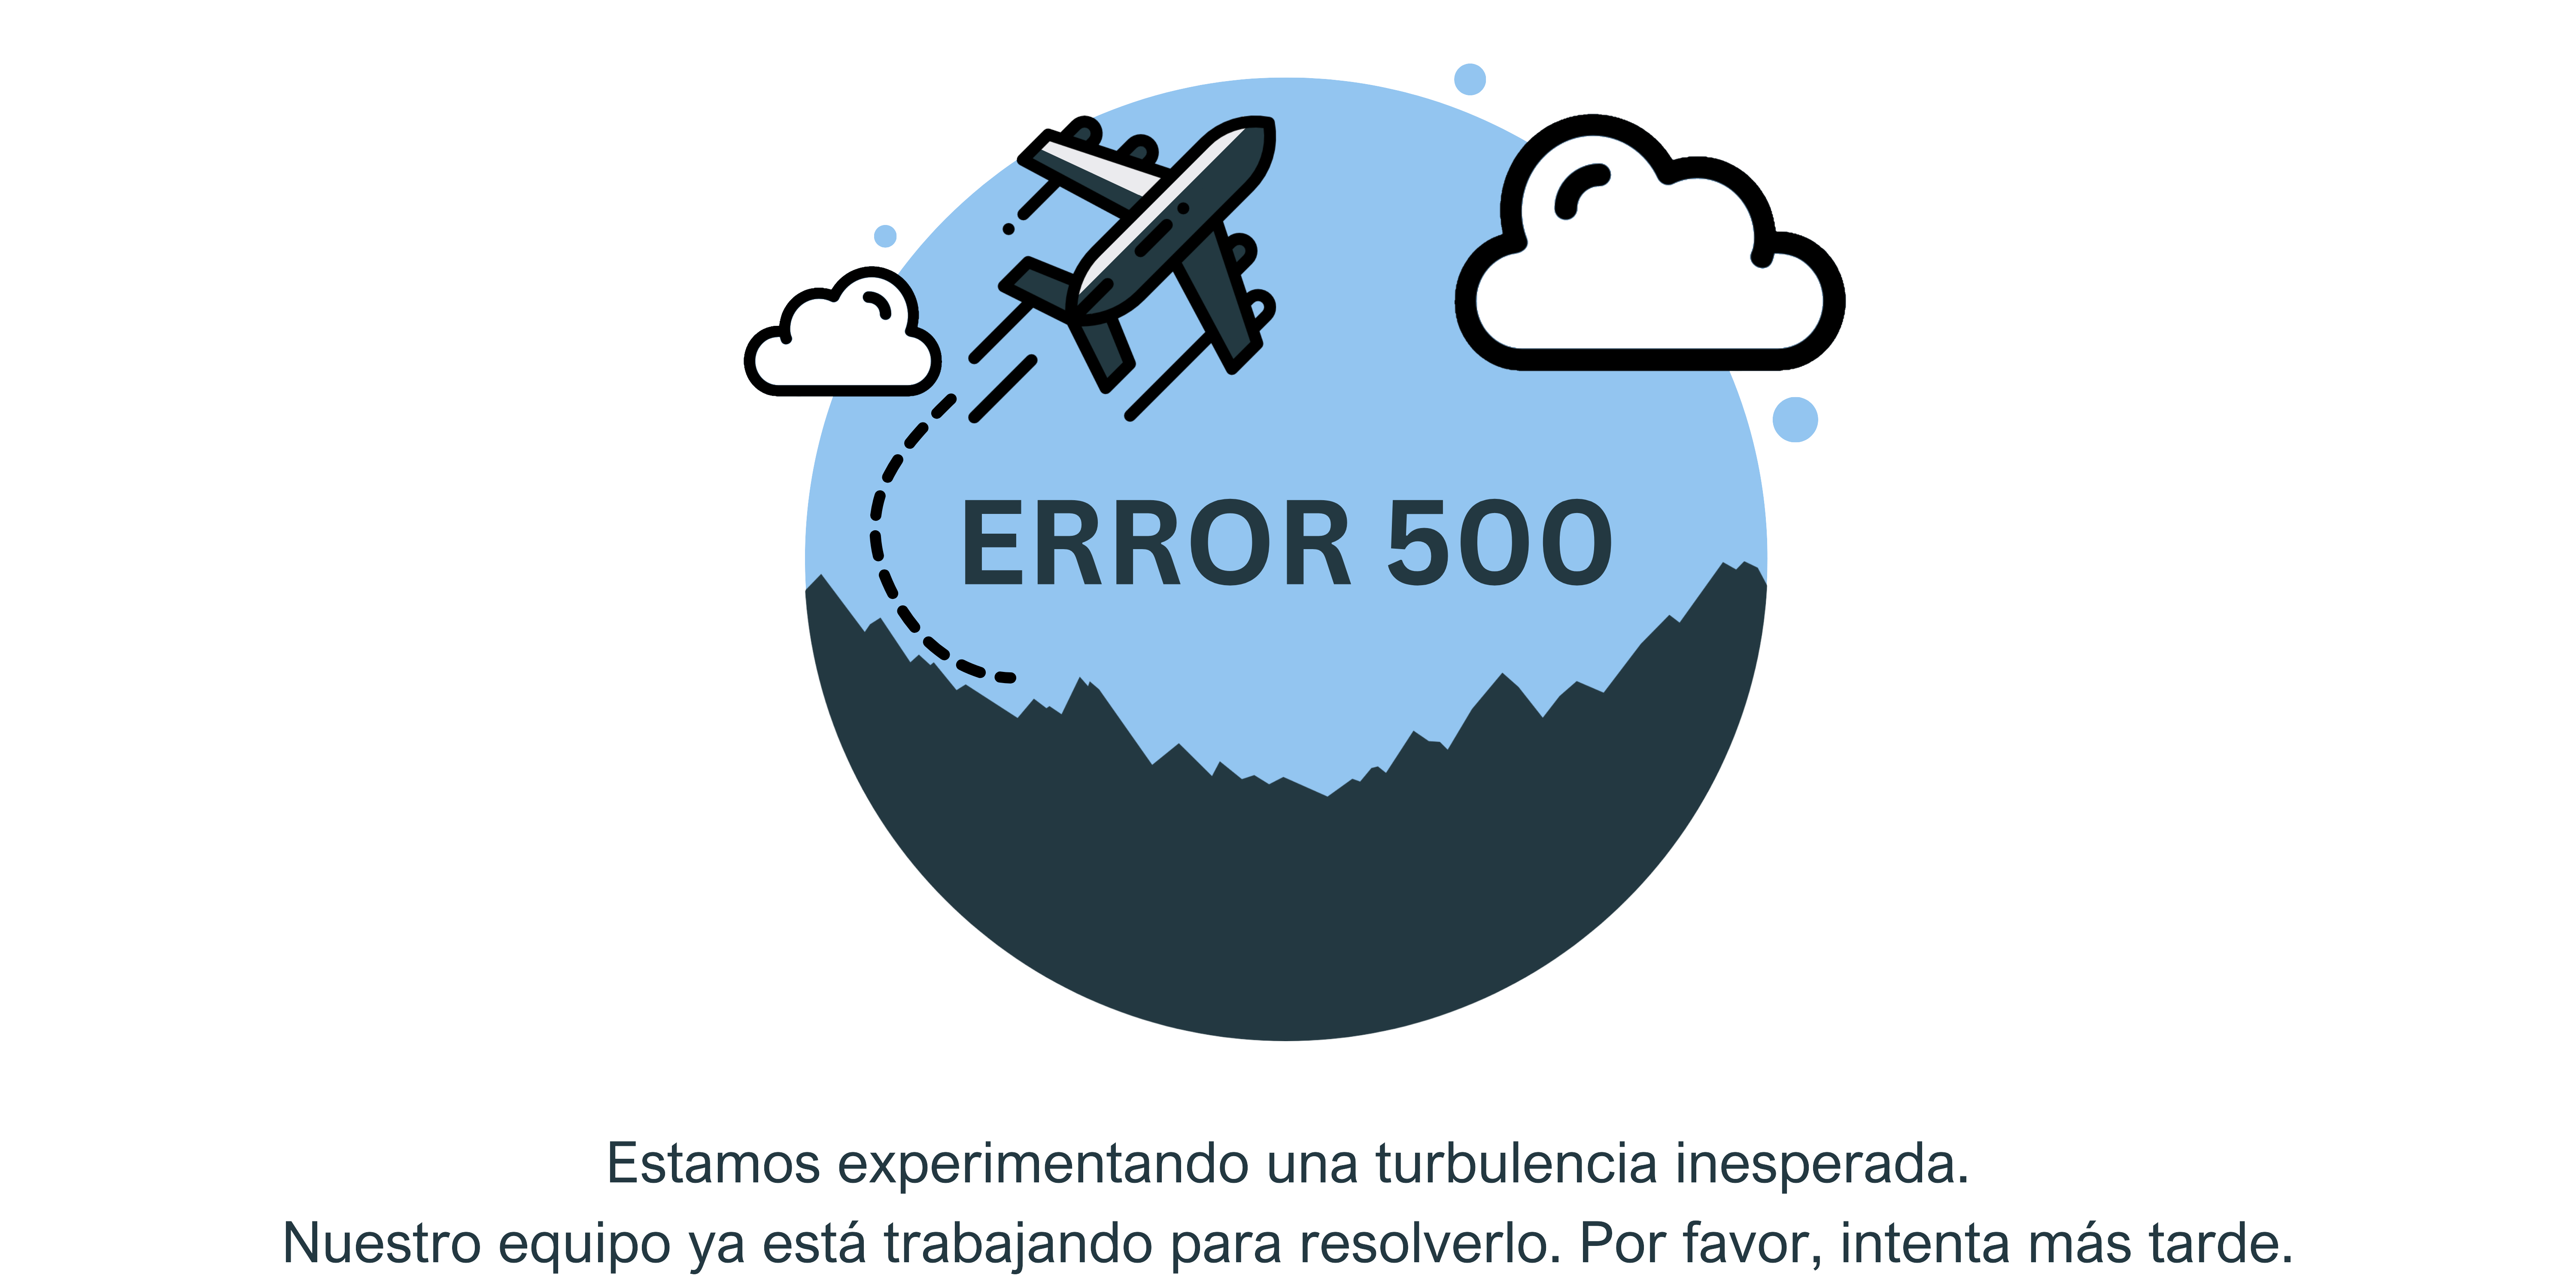 ERROR 500
Estamos experimentando una turbulencia inesperada.
Nuestro equipo ya está trabajando para resolverlo. Por favor, intenta más tarde.